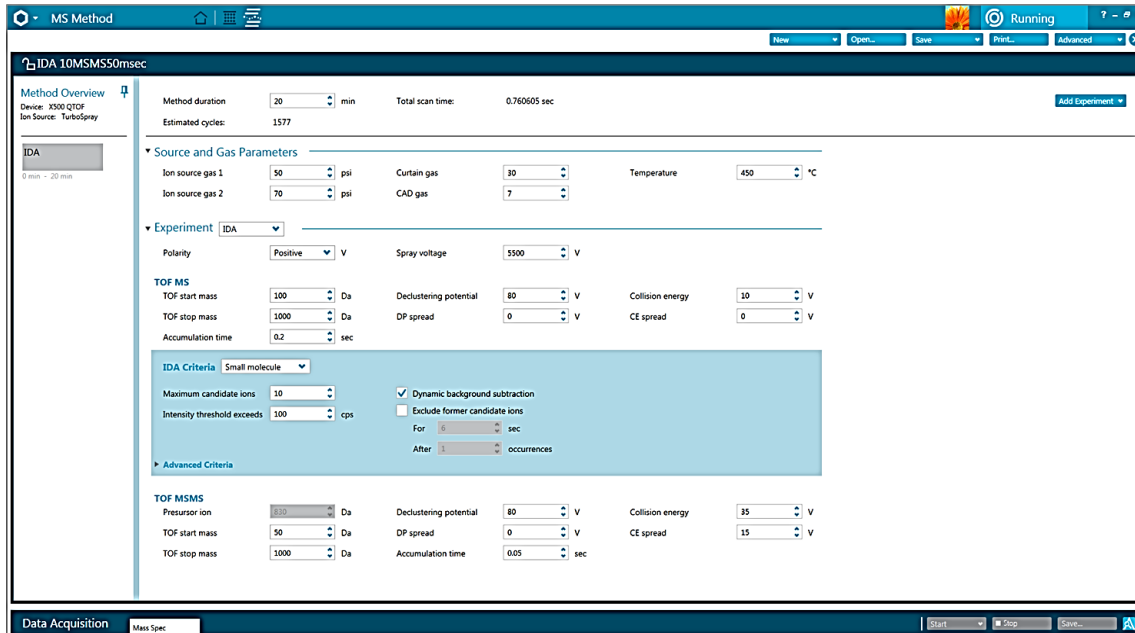 MS Method
Running
? – 
New Open... Save Print... Advanced
IDA 10MSMS50msec
Method Overview
Device: X500 QTOF
Ion Source: TurboSpray
IDA
0 min - 20 min
Method duration 20 min Total scan time: 0.760605 sec
Add Experiment
Estimated cycles: 1577
Source and Gas Parameters
Ion source gas 1 50 psi Curtain gas 30 Temperature 450 °C
Ion source gas 2 70 psi CAD gas 7
Experiment IDA
Polarity Positive V Spray voltage 5500 V
TOF MS
TOF start mass 100 Da Declustering potential 80 V Collision energy 10 V
TOF stop mass 1000 Da DP spread 0 V CE spread 0 V
Accumulation time 0.2 sec
IDA Criteria Small molecule
Maximum candidate ions 10 Dynamic background subtraction
Intensity threshold exceeds 100 cps Exclude former candidate ions
For 6 sec
After 1 occurrences
Advanced Criteria
TOF MSMS
Presursor ion 830 Da Declustering potential 80 V Collision energy 35 V
TOF start mass 50 Da DP spread 0 V CE spread 15 V
TOF stop mass 1000 Da Accumulation time 0.05 sec
Data Acquisition Mass Spec Start Stop Save...